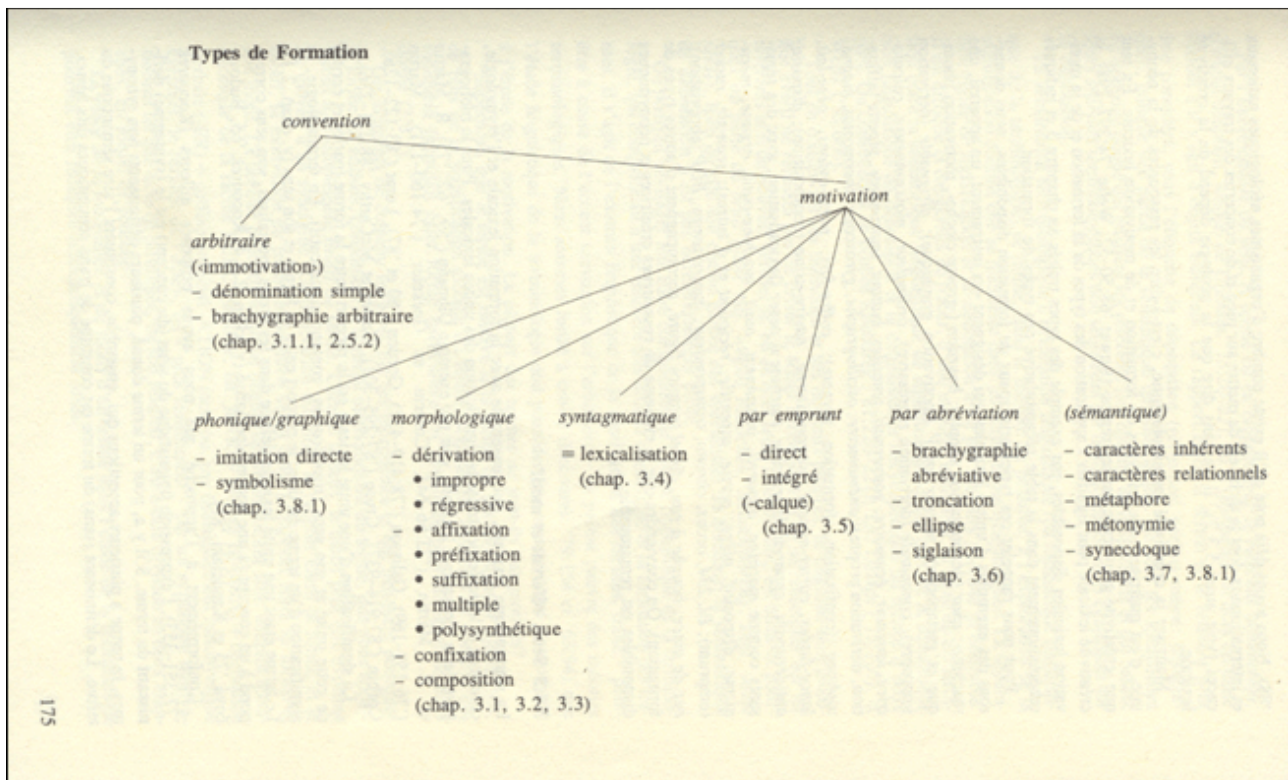 Types de Formation
convention
motivation
arbitraire
(‹immotivation›)
– dénomination simple
– brachygraphie arbitraire
(chap. 3.1.1, 2.5.2)
phonique/graphique
– imitation directe
– symbolisme
(chap. 3.8.1)
morphologique
– dérivation
• impropre
• régressive
– • affixation
• préfixation
• suffixation
• multiple
• polysynthétique
– confixation
– composition
(chap. 3.1, 3.2, 3.3)
syntagmatique
= lexicalisation
(chap. 3.4)
par emprunt
– direct
– intégré
(-calque)
(chap. 3.5)
par abréviation
– brachygraphie
abréviative
– troncation
– ellipse
– siglaison
(chap. 3.6)
(sémantique)
– caractères inhérents
– caractères relationnels
– métaphore
– métonymie
– synecdoque
(chap. 3.7, 3.8.1)
175